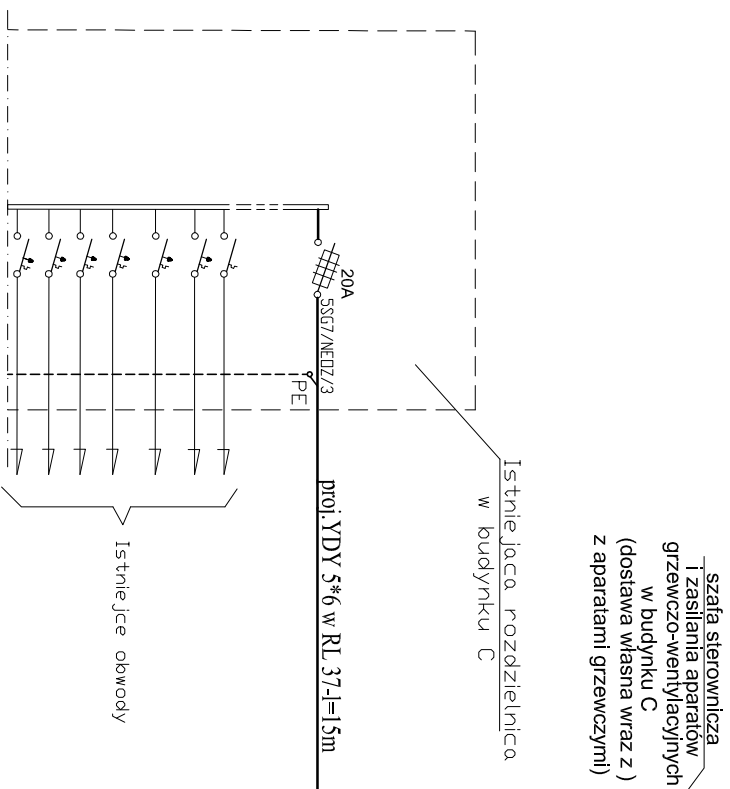 szafa sterownicza
i zasilania aparatów
grzewczo-wentylacyjnych
w budynku C
(dostawa własna wraz z )
z aparatami grzewczymi)
Istniejaca rozdzielnica
w budynku C
20A
5SG7/NEOZ/3
PE
proj.YDY 5*6 w RL 37-l=15m
Istniejce obwody